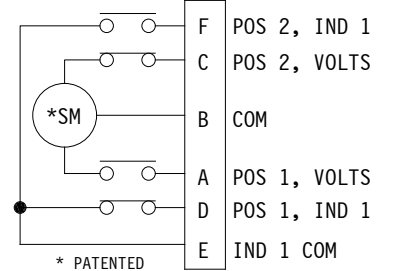 F POS 2, IND 1
C POS 2, VOLTS
*SM B COM
A POS 1, VOLTS
D POS 1, IND 1
E IND 1 COM
* PATENTED